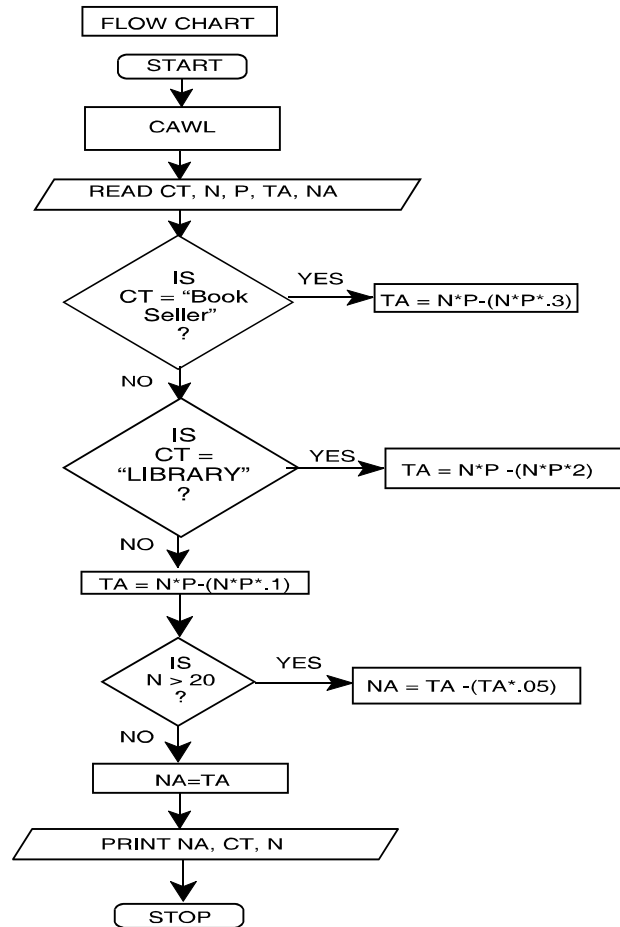 FLOW CHART
START
CAWL
READ CT, N, P, TA, NA
IS
CT = “Book
Seller”
?
YES
TA = N*P-(N*P*.3)
NO
IS
CT =
“LIBRARY”
?
YES
TA = N*P -(N*P*2)
NO
TA = N*P-(N*P*.1)
IS
N > 20
?
YES
NA = TA -(TA*.05)
NO
NA=TA
PRINT NA, CT, N
STOP